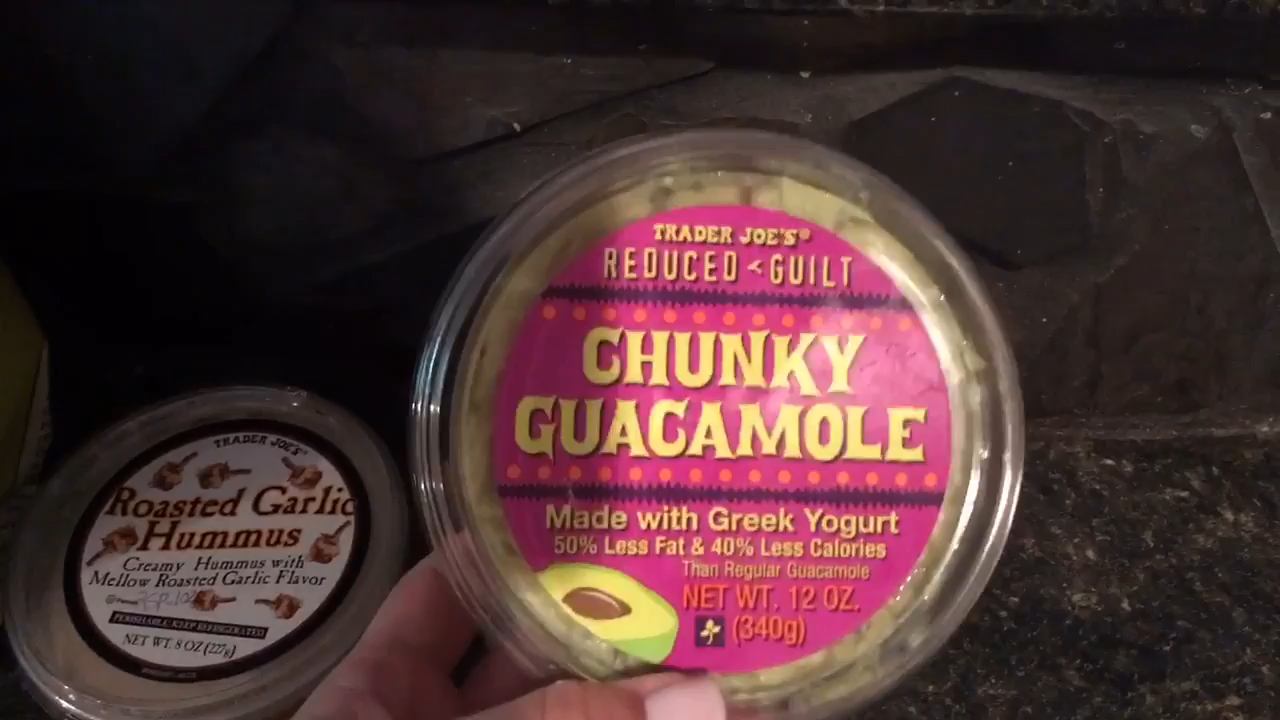 TRADER JOE'S®
REDUCED GUILT
CHUNKY
GUACAMOLE
Made with Greek Yogurt
50% Less Fat & 40% Less Calories
Than Regular Guacamole
NET WT. 12 OZ.
(340g)
TRADER JOE'S®
Roasted Garlic
Hummus
Creamy Hummus with
Mellow Roasted Garlic Flavor
PERISHABLE KEEP REFRIGERATED
NET WT. 8 OZ (227g)